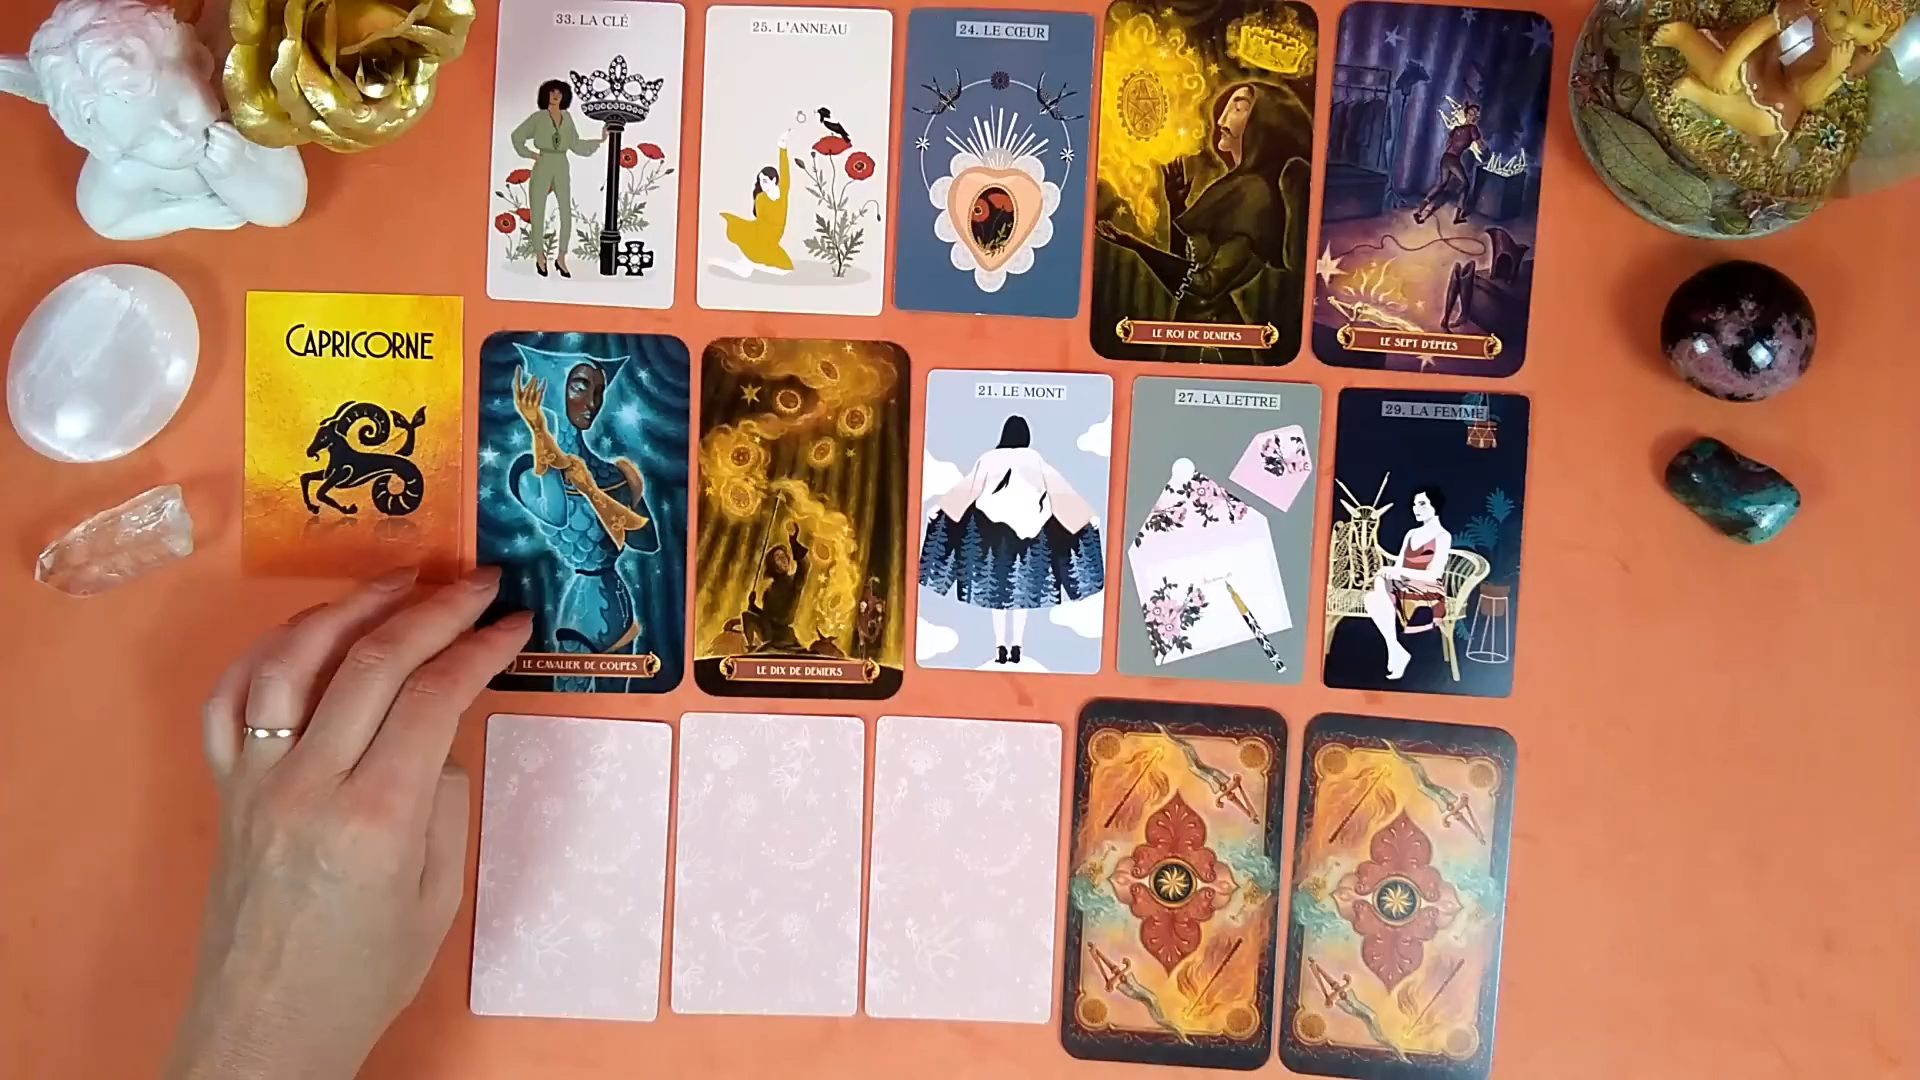 33. LA CLÉ
25. L'ANNEAU
24. LE CŒUR
LE ROI DE DENIERS
LE SEPT D'ÉPÉES
CAPRICORNE
LE CAVALIER DE COUPES
LE DIX DE DENIERS
21. LE MONT
27. LA LETTRE
29. LA FEMME